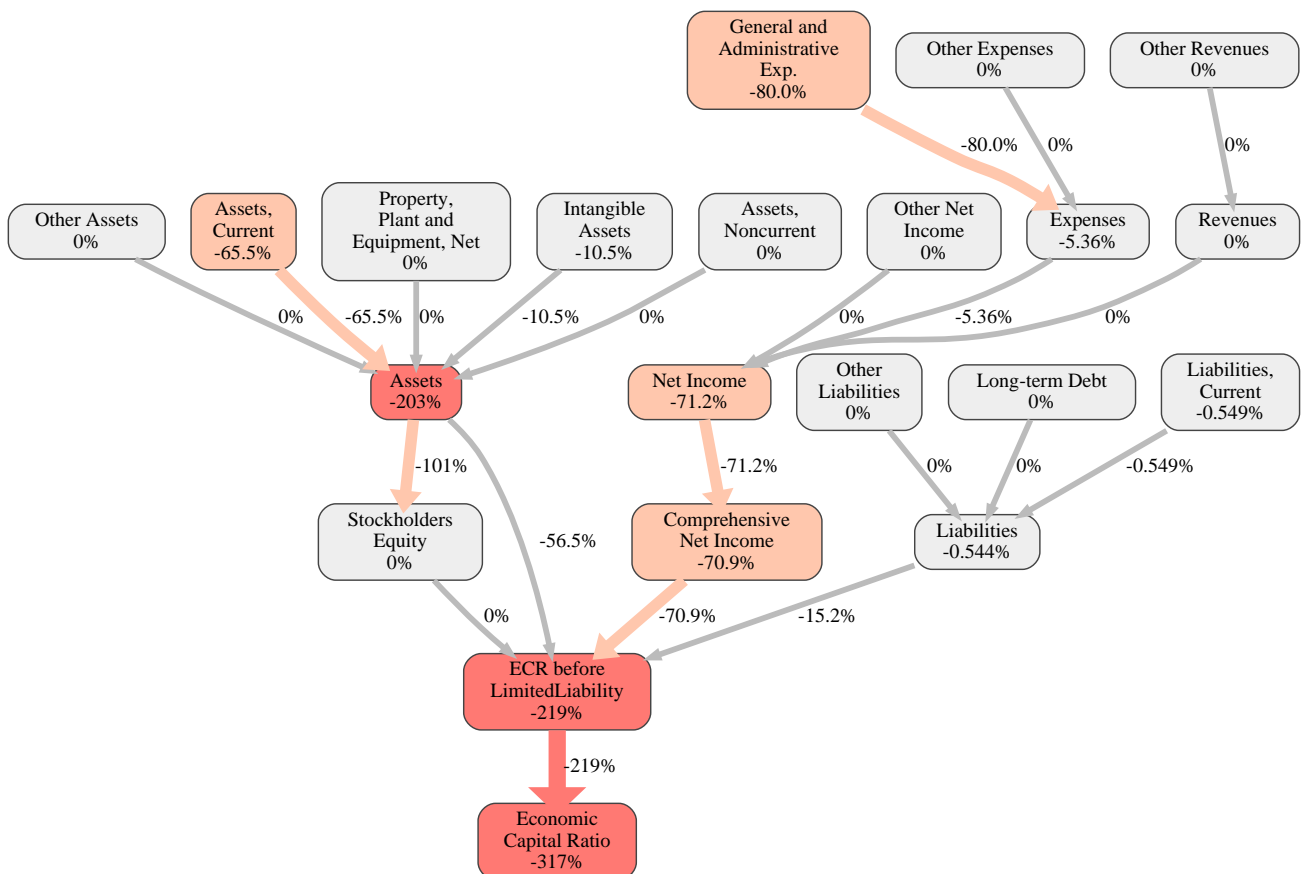 General and
Administrative
Exp.
-80.0%
Other Expenses
0%
Other Revenues
0%
-80.0%
0%
0%
Other Assets
0%
Assets,
Current
-65.5%
Property,
Plant and
Equipment, Net
0%
Intangible
Assets
-10.5%
Assets,
Noncurrent
0%
Other Net
Income
0%
Expenses
-5.36%
Revenues
0%
0%
-65.5%
0%
-10.5%
0%
0%
-5.36%
0%
Assets
-203%
Net Income
-71.2%
Other
Liabilities
0%
Long-term Debt
0%
Liabilities,
Current
-0.549%
-101%
-71.2%
0%
0%
-0.549%
Stockholders
Equity
0%
-56.5%
Comprehensive
Net Income
-70.9%
Liabilities
-0.544%
0%
-70.9%
-15.2%
ECR before
LimitedLiability
-219%
-219%
Economic
Capital Ratio
-317%